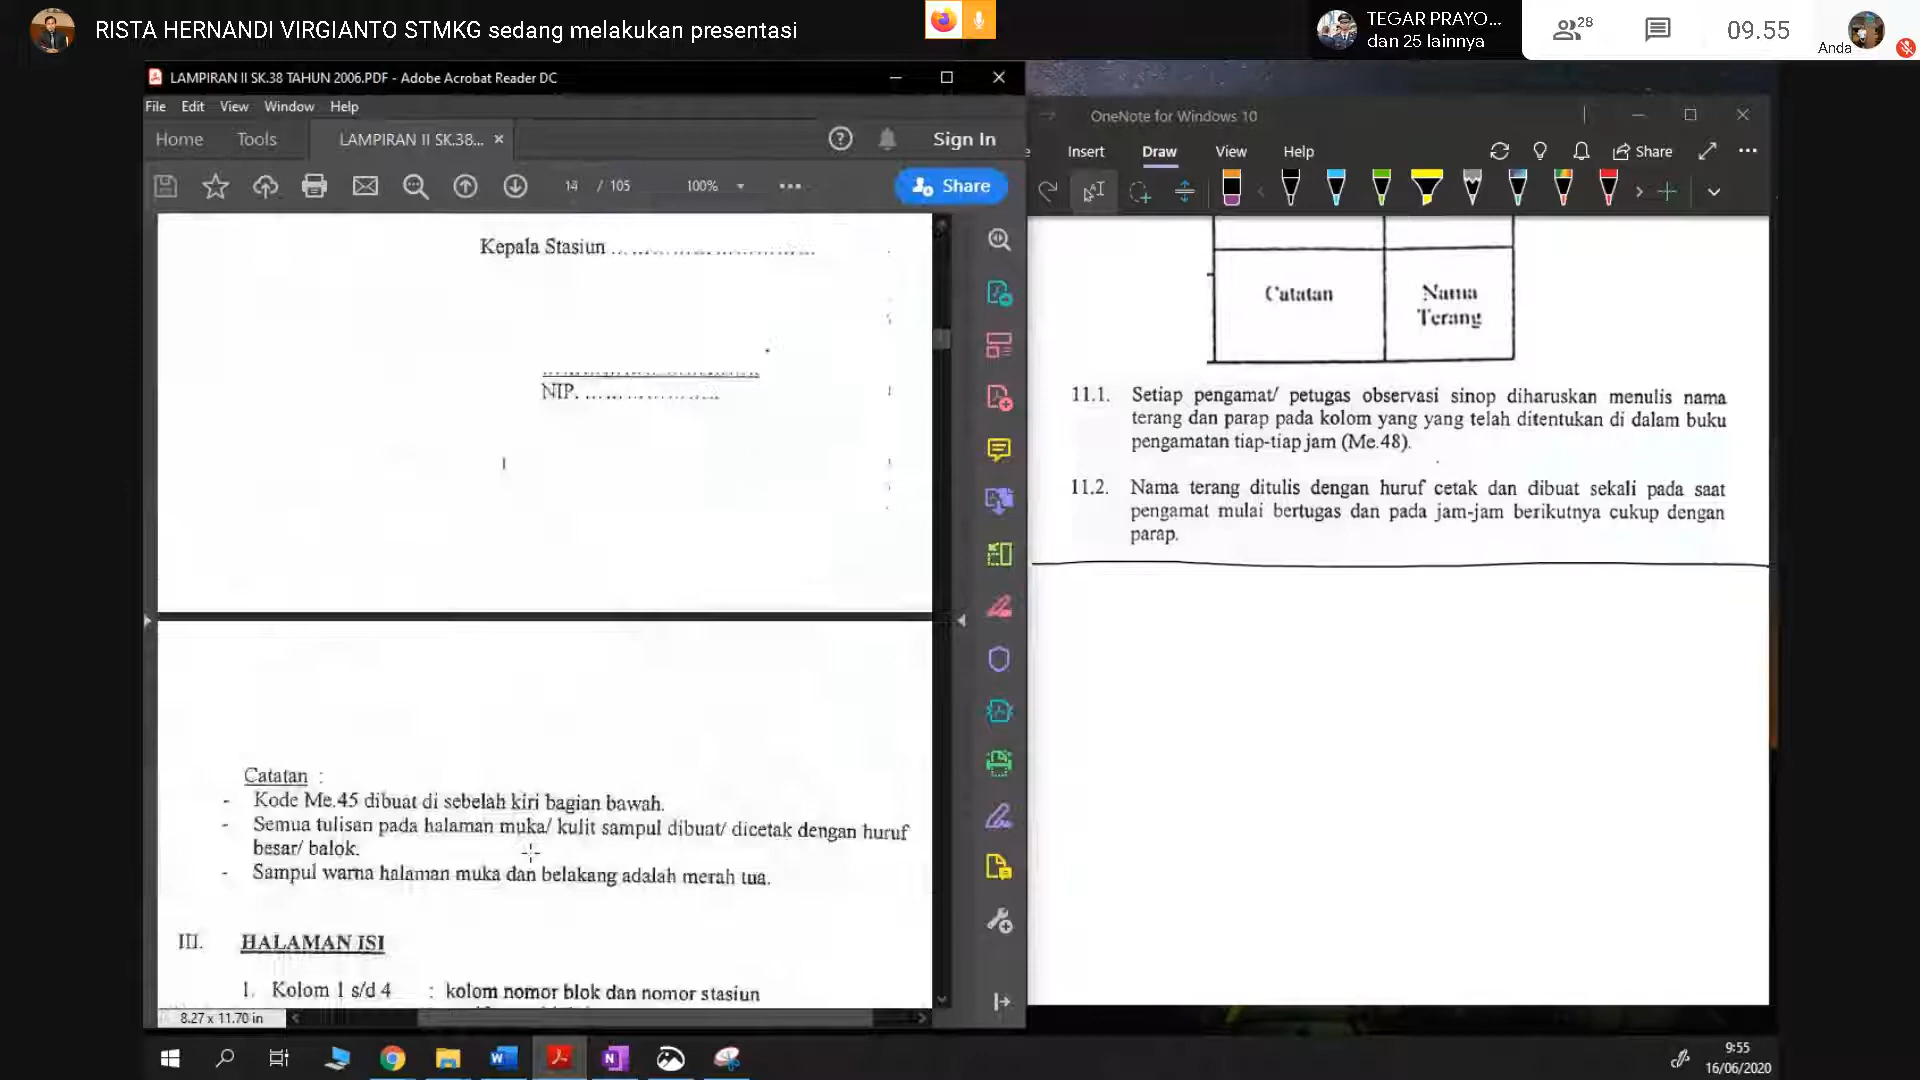 RISTA HERNANDI VIRGIANTO STMKG sedang melakukan presentasi
TEGAR PRAYO...
dan 25 lainnya
28
09.55
Anda
LAMPIRAN II SK.38 TAHUN 2006.PDF - Adobe Acrobat Reader DC
File Edit View Window Help
Home Tools LAMPIRAN II SK.38... × Sign In
14 / 105 100% Share
Kepala Stasiun ...........................
NIP. ....................
Catatan :
- Kode Me.45 dibuat di sebelah kiri bagian bawah.
- Semua tulisan pada halaman muka/ kulit sampul dibuat/ dicetak dengan huruf
besar/ balok.
- Sampul warna halaman muka dan belakang adalah merah tua.
III. HALAMAN ISI
1. Kolom 1 s/d 4 : kolom nomor blok dan nomor stasiun
8.27 x 11.70 in
OneNote for Windows 10
Insert Draw View Help Share
Catatan
Nama
Terang
11.1. Setiap pengamat/ petugas observasi sinop diharuskan menulis nama
terang dan parap pada kolom yang yang telah ditentukan di dalam buku
pengamatan tiap-tiap jam (Me.48).
11.2. Nama terang ditulis dengan huruf cetak dan dibuat sekali pada saat
pengamat mulai bertugas dan pada jam-jam berikutnya cukup dengan
parap.
9:55
16/06/2020